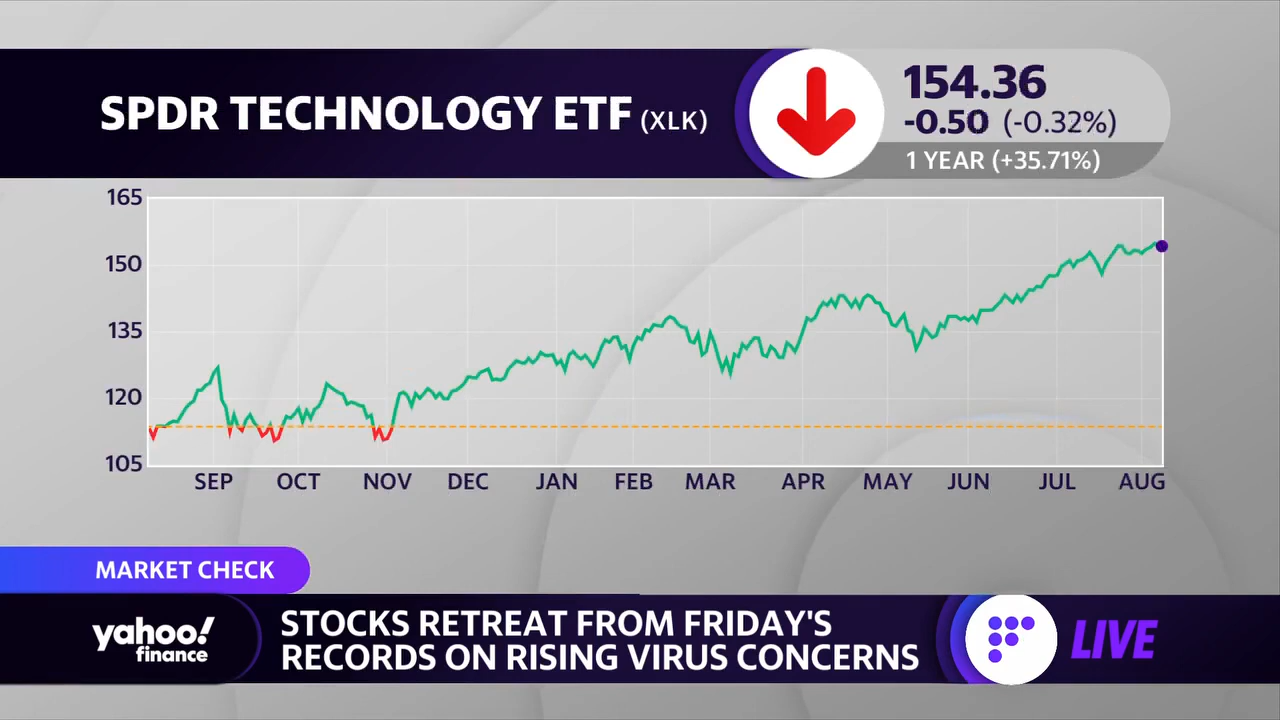 SPDR TECHNOLOGY ETF (XLK)
154.36
-0.50 (-0.32%)
1 YEAR (+35.71%)
165
150
135
120
105
SEP OCT NOV DEC JAN FEB MAR APR MAY JUN JUL AUG
MARKET CHECK
yahoo!
finance
STOCKS RETREAT FROM FRIDAY'S
RECORDS ON RISING VIRUS CONCERNS
LIVE